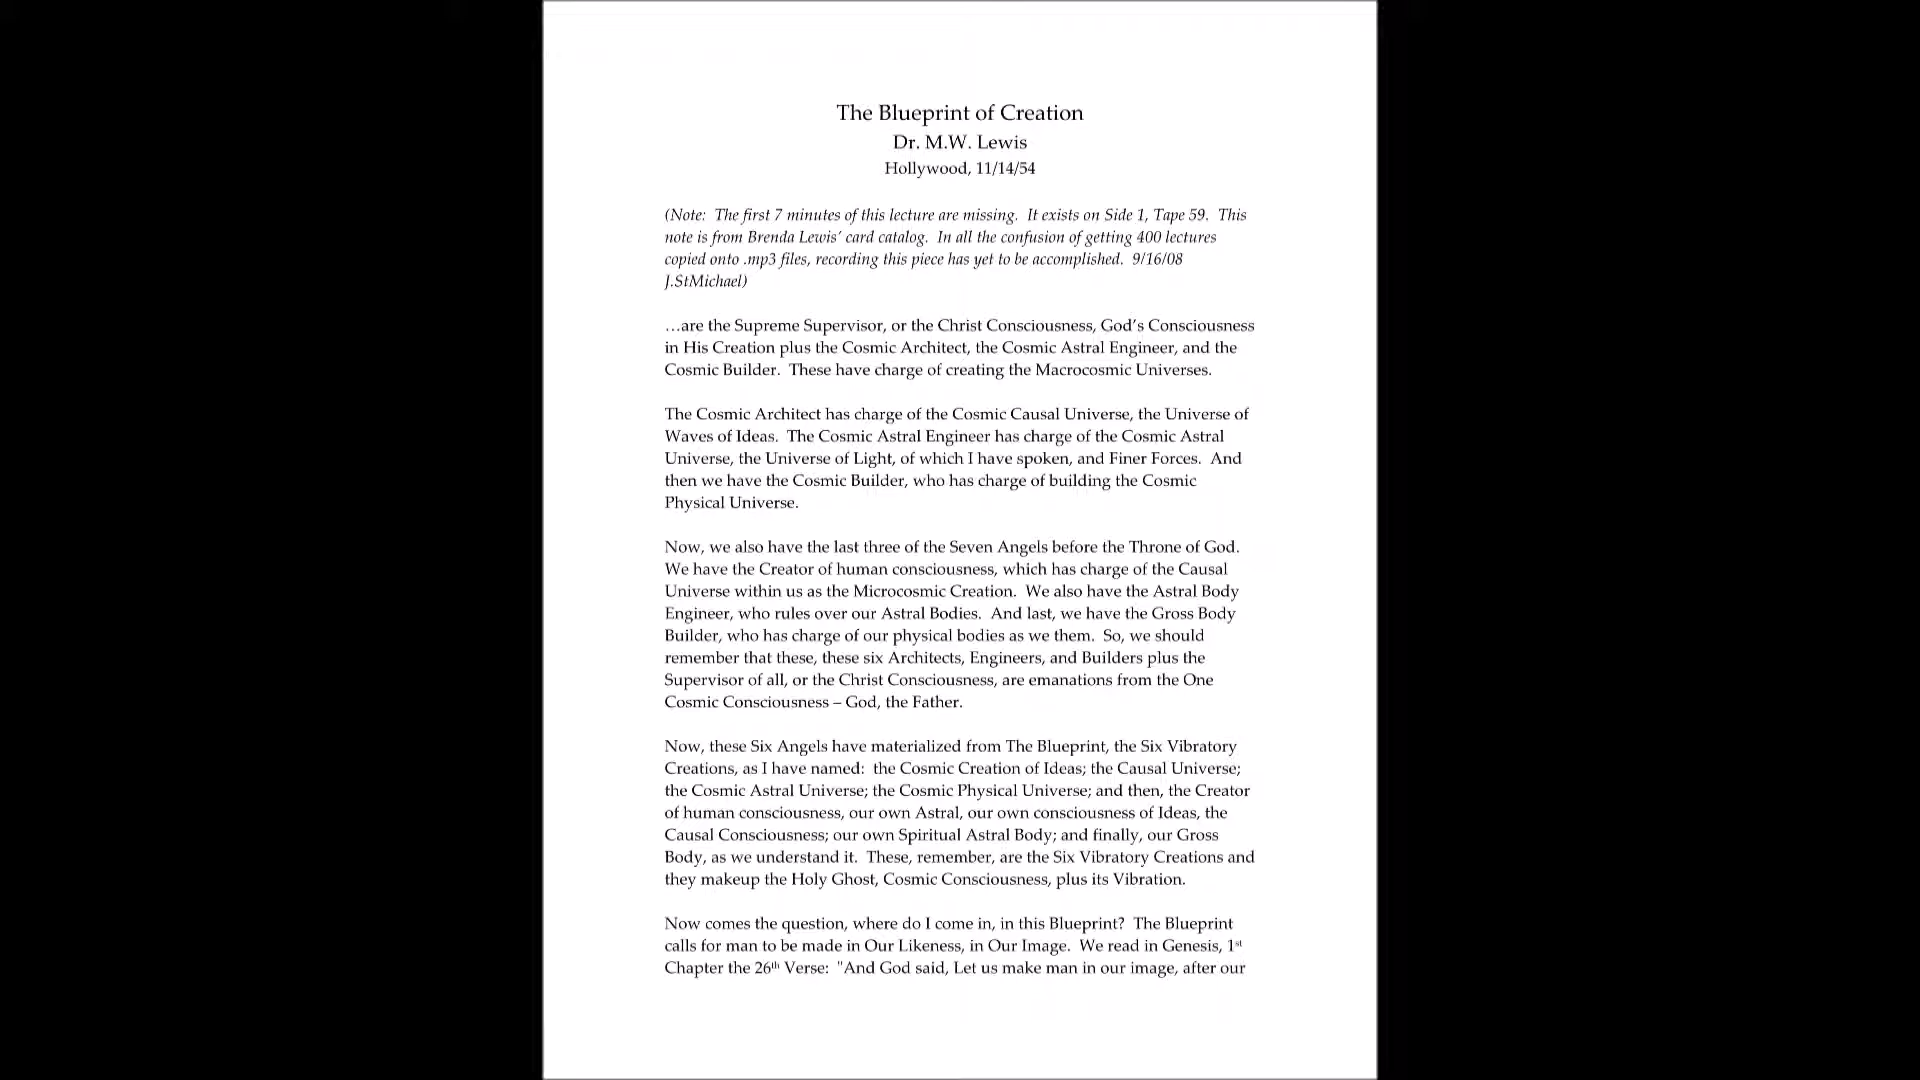 The Blueprint of Creation
Dr. M.W. Lewis
Hollywood, 11/14/54
(Note:  The first 7 minutes of this lecture are missing.  It exists on Side 1, Tape 59.  This
note is from Brenda Lewis’ card catalog.  In all the confusion of getting 400 lectures
copied onto .mp3 files, recording this piece has yet to be accomplished.  9/16/08
J.StMichael)
…are the Supreme Supervisor, or the Christ Consciousness, God’s Consciousness
in His Creation plus the Cosmic Architect, the Cosmic Astral Engineer, and the
Cosmic Builder.  These have charge of creating the Macrocosmic Universes.
The Cosmic Architect has charge of the Cosmic Causal Universe, the Universe of
Waves of Ideas.  The Cosmic Astral Engineer has charge of the Cosmic Astral
Universe, the Universe of Light, of which I have spoken, and Finer Forces.  And
then we have the Cosmic Builder, who has charge of building the Cosmic
Physical Universe.
Now, we also have the last three of the Seven Angels before the Throne of God.
We have the Creator of human consciousness, which has charge of the Causal
Universe within us as the Microcosmic Creation.  We also have the Astral Body
Engineer, who rules over our Astral Bodies.  And last, we have the Gross Body
Builder, who has charge of our physical bodies as we them.  So, we should
remember that these, these six Architects, Engineers, and Builders plus the
Supervisor of all, or the Christ Consciousness, are emanations from the One
Cosmic Consciousness – God, the Father.
Now, these Six Angels have materialized from The Blueprint, the Six Vibratory
Creations, as I have named:  the Cosmic Creation of Ideas; the Causal Universe;
the Cosmic Astral Universe; the Cosmic Physical Universe; and then, the Creator
of human consciousness, our own Astral, our own consciousness of Ideas, the
Causal Consciousness; our own Spiritual Astral Body; and finally, our Gross
Body, as we understand it.  These, remember, are the Six Vibratory Creations and
they makeup the Holy Ghost, Cosmic Consciousness, plus its Vibration.
Now comes the question, where do I come in, in this Blueprint?  The Blueprint
calls for man to be made in Our Likeness, in Our Image.  We read in Genesis, 1st
Chapter the 26th Verse:  "And God said, Let us make man in our image, after our